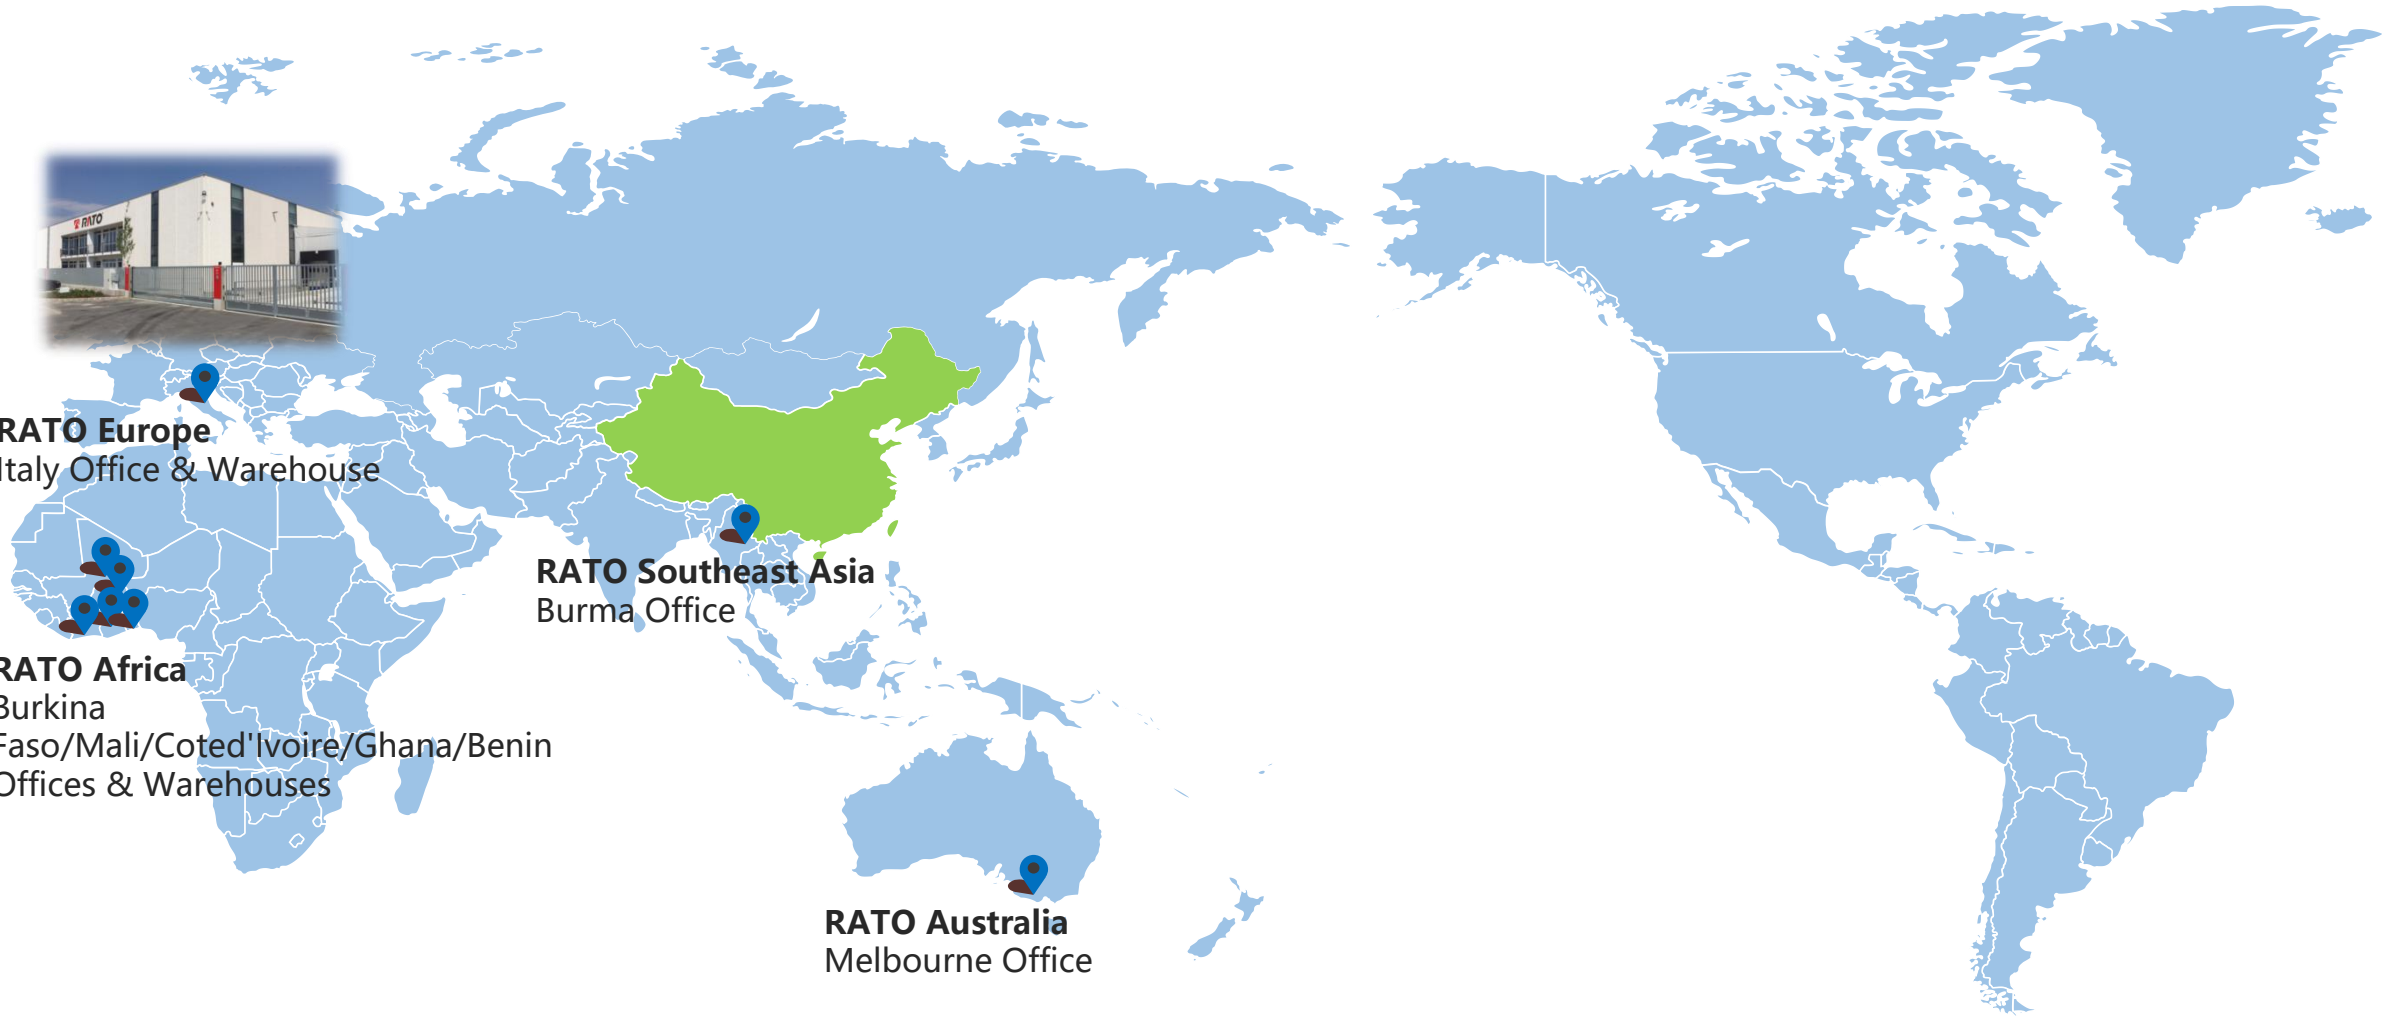 RATO
RATO Europe
Italy Office & Warehouse
RATO Southeast Asia
Burma Office
RATO Africa
Burkina
Faso/Mali/Coted'Ivoire/Ghana/Benin
Offices & Warehouses
RATO Australia
Melbourne Office